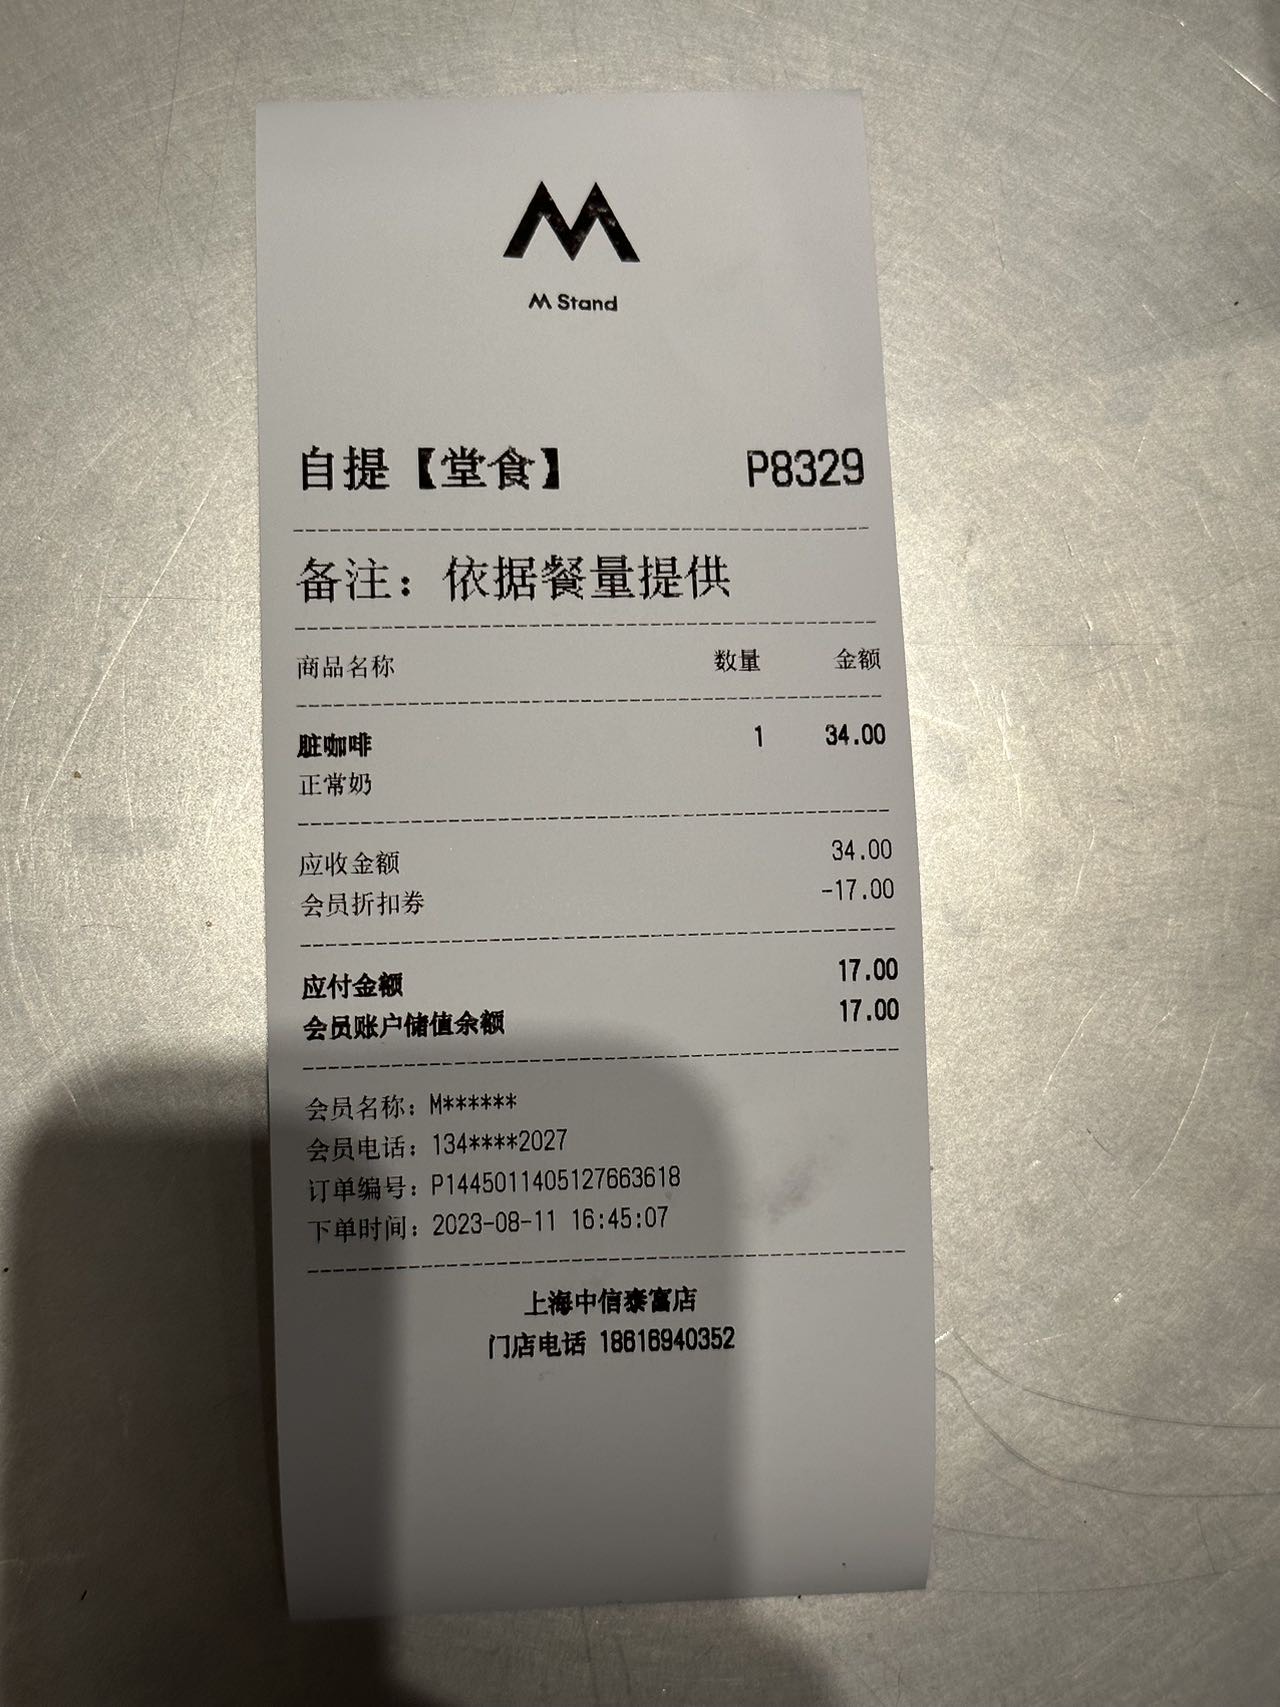 M Stand
自提【堂食】 P8329
备注：依据餐量提供
商品名称 数量 金额
脏咖啡 1 34.00
正常奶
应收金额 34.00
会员折扣券 -17.00
应付金额 17.00
会员账户储值余额 17.00
会员名称：M******
会员电话：134****2027
订单编号：P1445011405127663618
下单时间：2023-08-11 16:45:07
上海中信泰富店
门店电话 18616940352